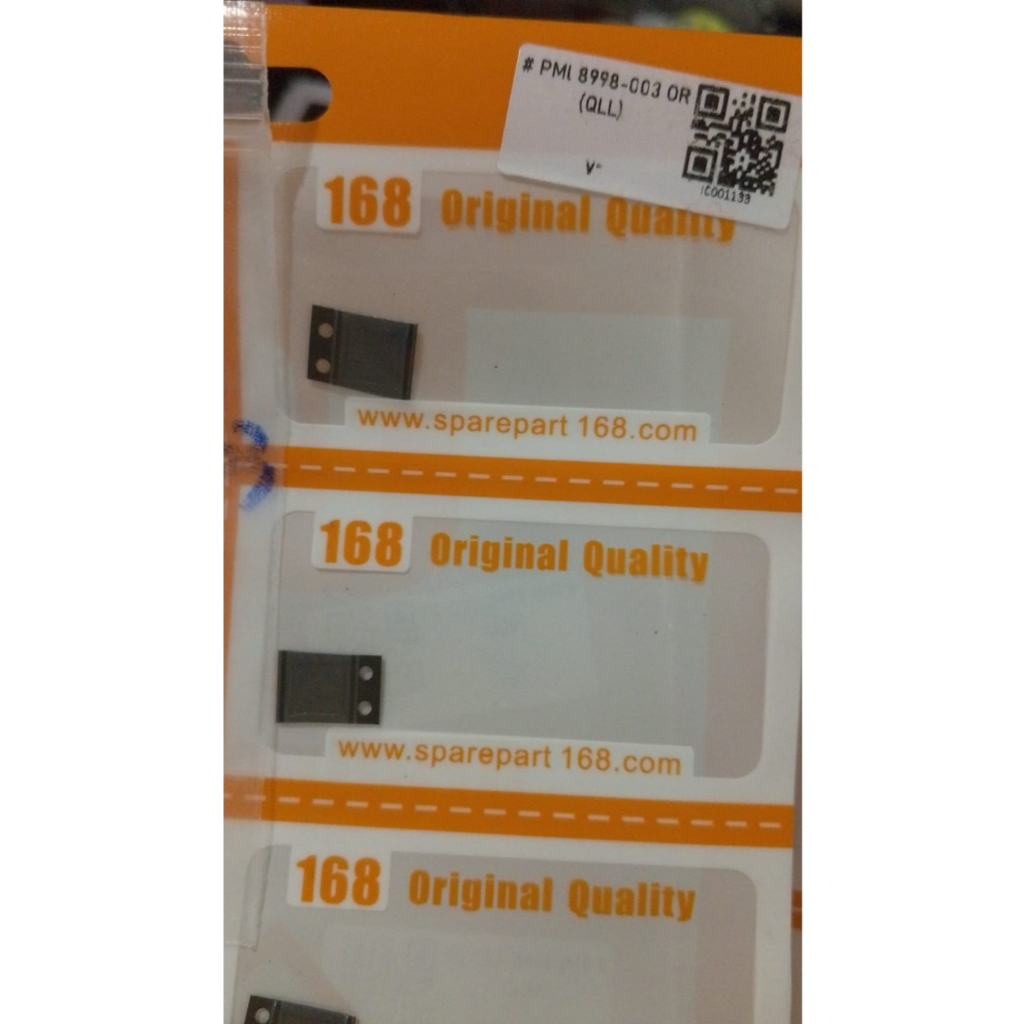 # PMI 8998-003 OR
(QLL)
V-
IC001133
168 Original Quality
www.sparepart 168.com
168 Original Quality
www.sparepart 168.com
168 Original Quality